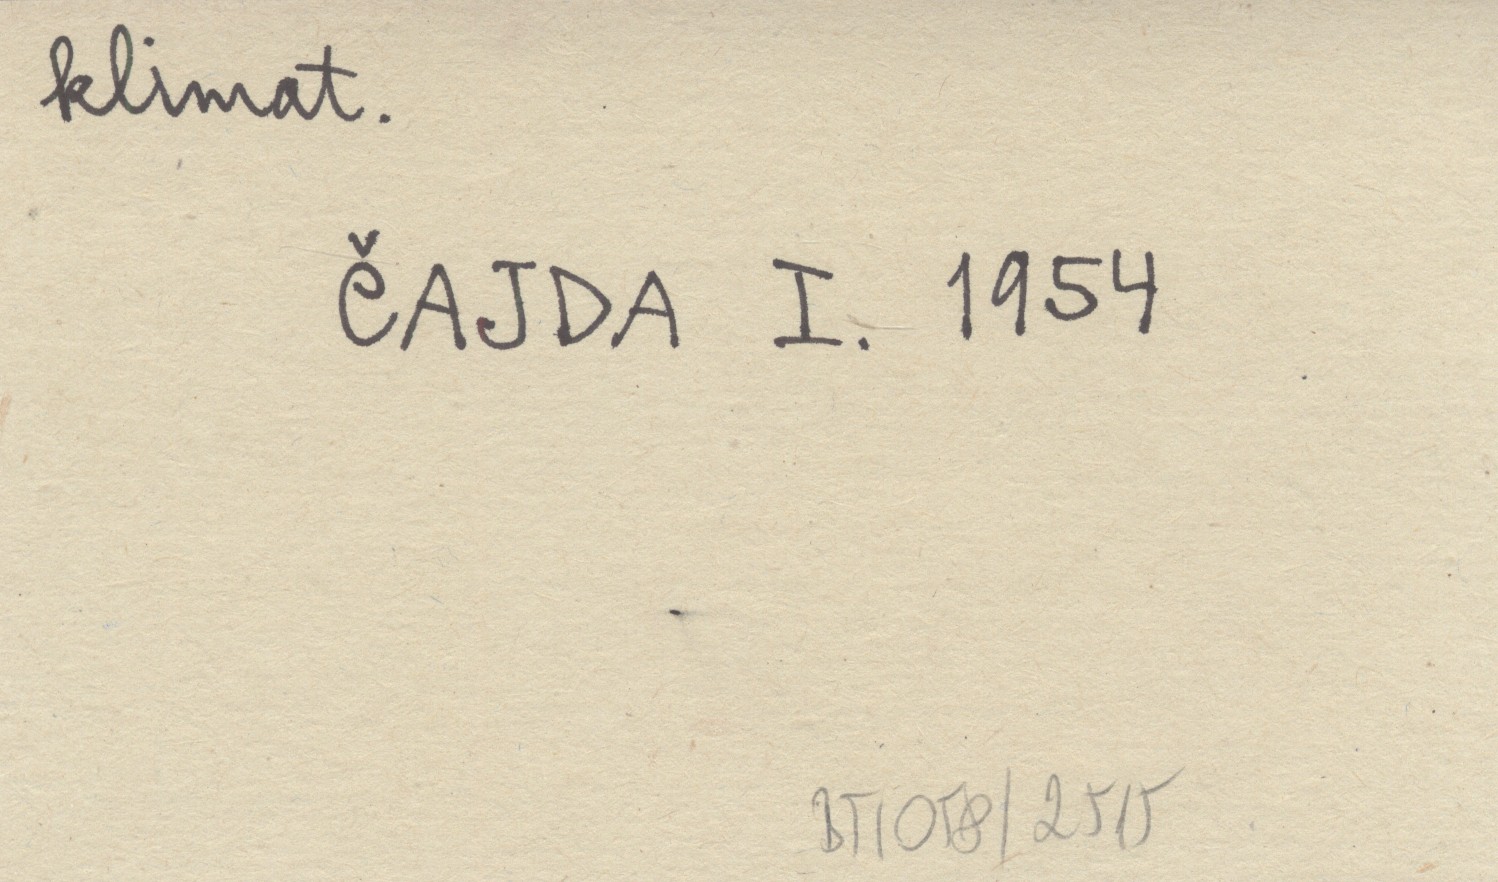 klimat.
ČAJDA I. 1954